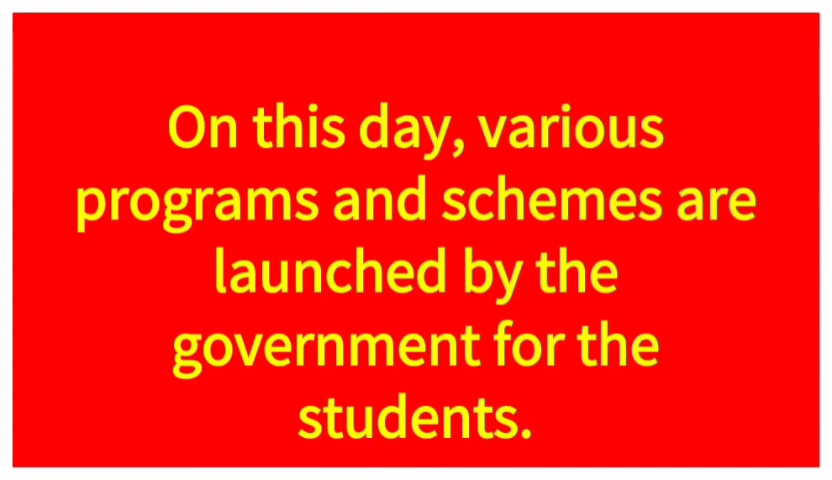 On this day, various
programs and schemes are
launched by the
government for the
students.